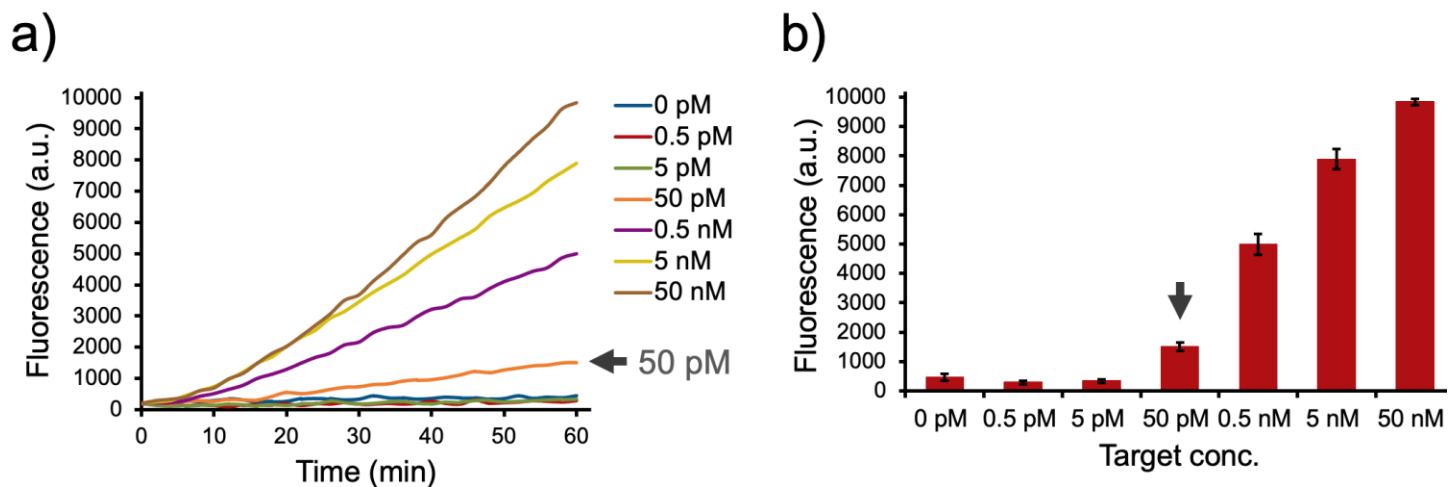 a)
Fluorescence (a.u.)
10000
9000
8000
7000
6000
5000
4000
3000
2000
1000
0
0 10 20 30 40 50 60
Time (min)
0 pM
0.5 pM
5 pM
50 pM
0.5 nM
5 nM
50 nM
50 pM
b)
Fluorescence (a.u.)
10000
9000
8000
7000
6000
5000
4000
3000
2000
1000
0
0 pM 0.5 pM 5 pM 50 pM 0.5 nM 5 nM 50 nM
Target conc.